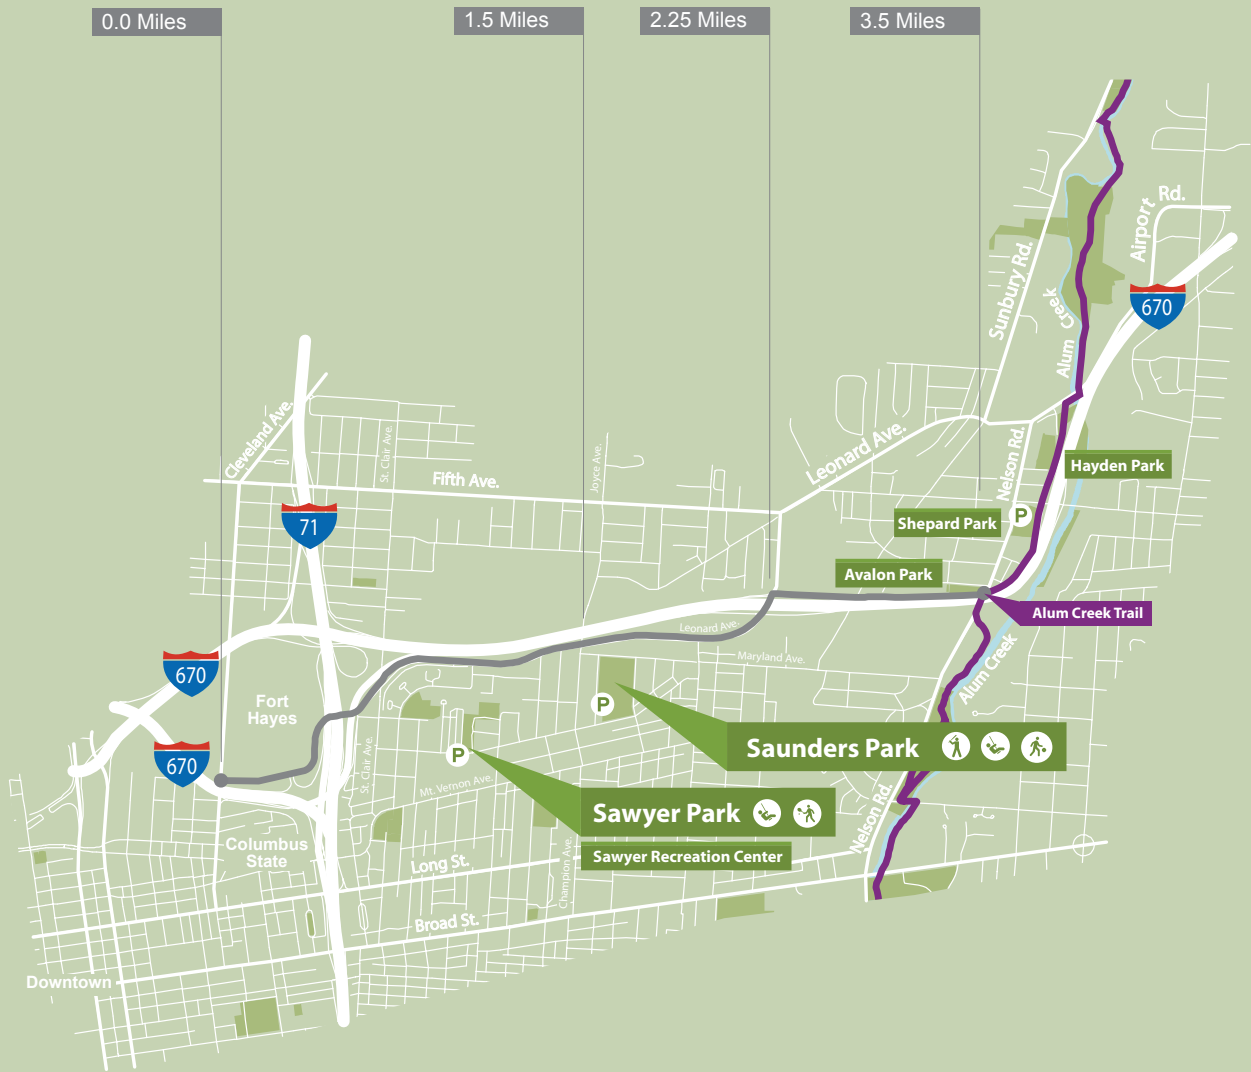 0.0 Miles
1.5 Miles
2.25 Miles
3.5 Miles
Airport Rd.
Sunbury Rd.
Alum Creek
670
Cleveland Ave.
St. Clair Ave.
Fifth Ave.
Joyce Ave.
Leonard Ave.
Nelson Rd.
Hayden Park
71
Shepard Park
P
Avalon Park
Alum Creek Trail
Leonard Ave.
Maryland Ave.
Alum Creek
670
Fort
Hayes
P
Saunders Park
670
St. Clair Ave.
P
Mt. Vernon Ave.
Sawyer Park
Nelson Rd.
Columbus
State
Long St.
Champion Ave.
Sawyer Recreation Center
Broad St.
Downtown